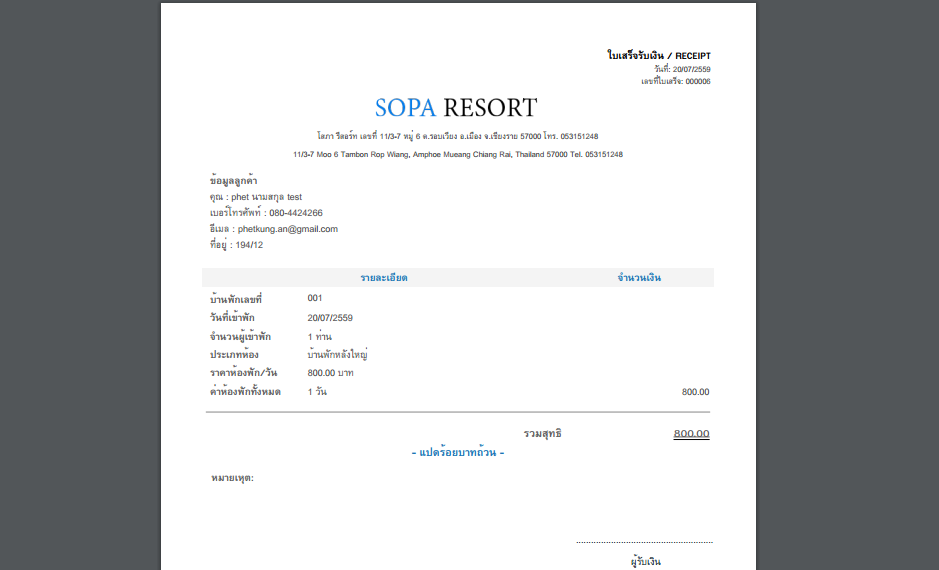 ใบเสร็จรับเงิน / RECEIPT
วันที่: 20/07/2559
เลขที่ใบเสร็จ: 000006
SOPA RESORT
โสภา รีสอร์ท เลขที่ 11/3-7 หมู่ 6 ต.รอบเวียง อ.เมือง จ.เชียงราย 57000 โทร. 053151248
11/3-7 Moo 6 Tambon Rop Wiang, Amphoe Mueang Chiang Rai, Thailand 57000 Tel. 053151248
ข้อมูลลูกค้า
คุณ : phet นามสกุล test
เบอร์โทรศัพท์ : 080-4424266
อีเมล : phetkung.an@gmail.com
ที่อยู่ : 194/12
รายละเอียด จำนวนเงิน
บ้านพักเลขที่ 001
วันที่เข้าพัก 20/07/2559
จำนวนผู้เข้าพัก 1 ท่าน
ประเภทห้อง บ้านพักหลังใหญ่
ราคาห้องพัก/วัน 800.00 บาท
ค่าห้องพักทั้งหมด 1 วัน 800.00
รวมสุทธิ 800.00
- แปดร้อยบาทถ้วน -
หมายเหตุ:
ผู้รับเงิน